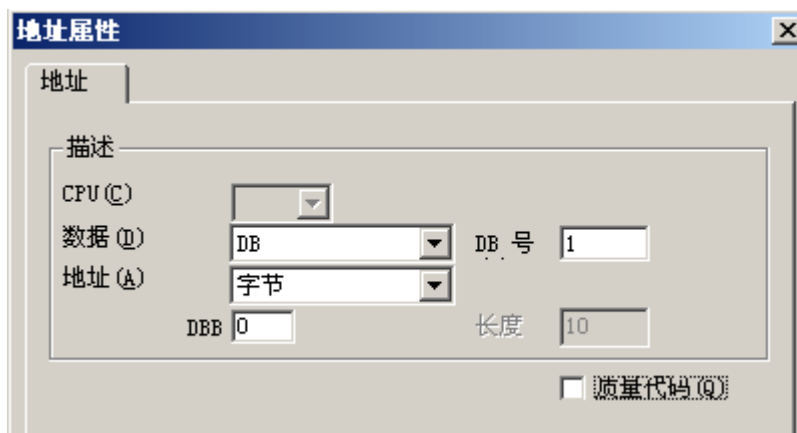 地址属性
地址
描述
CPU(C)
数据(D) DB DB 号 1
地址(A) 字节
DBB 0 长度 10
质量代码(Q)